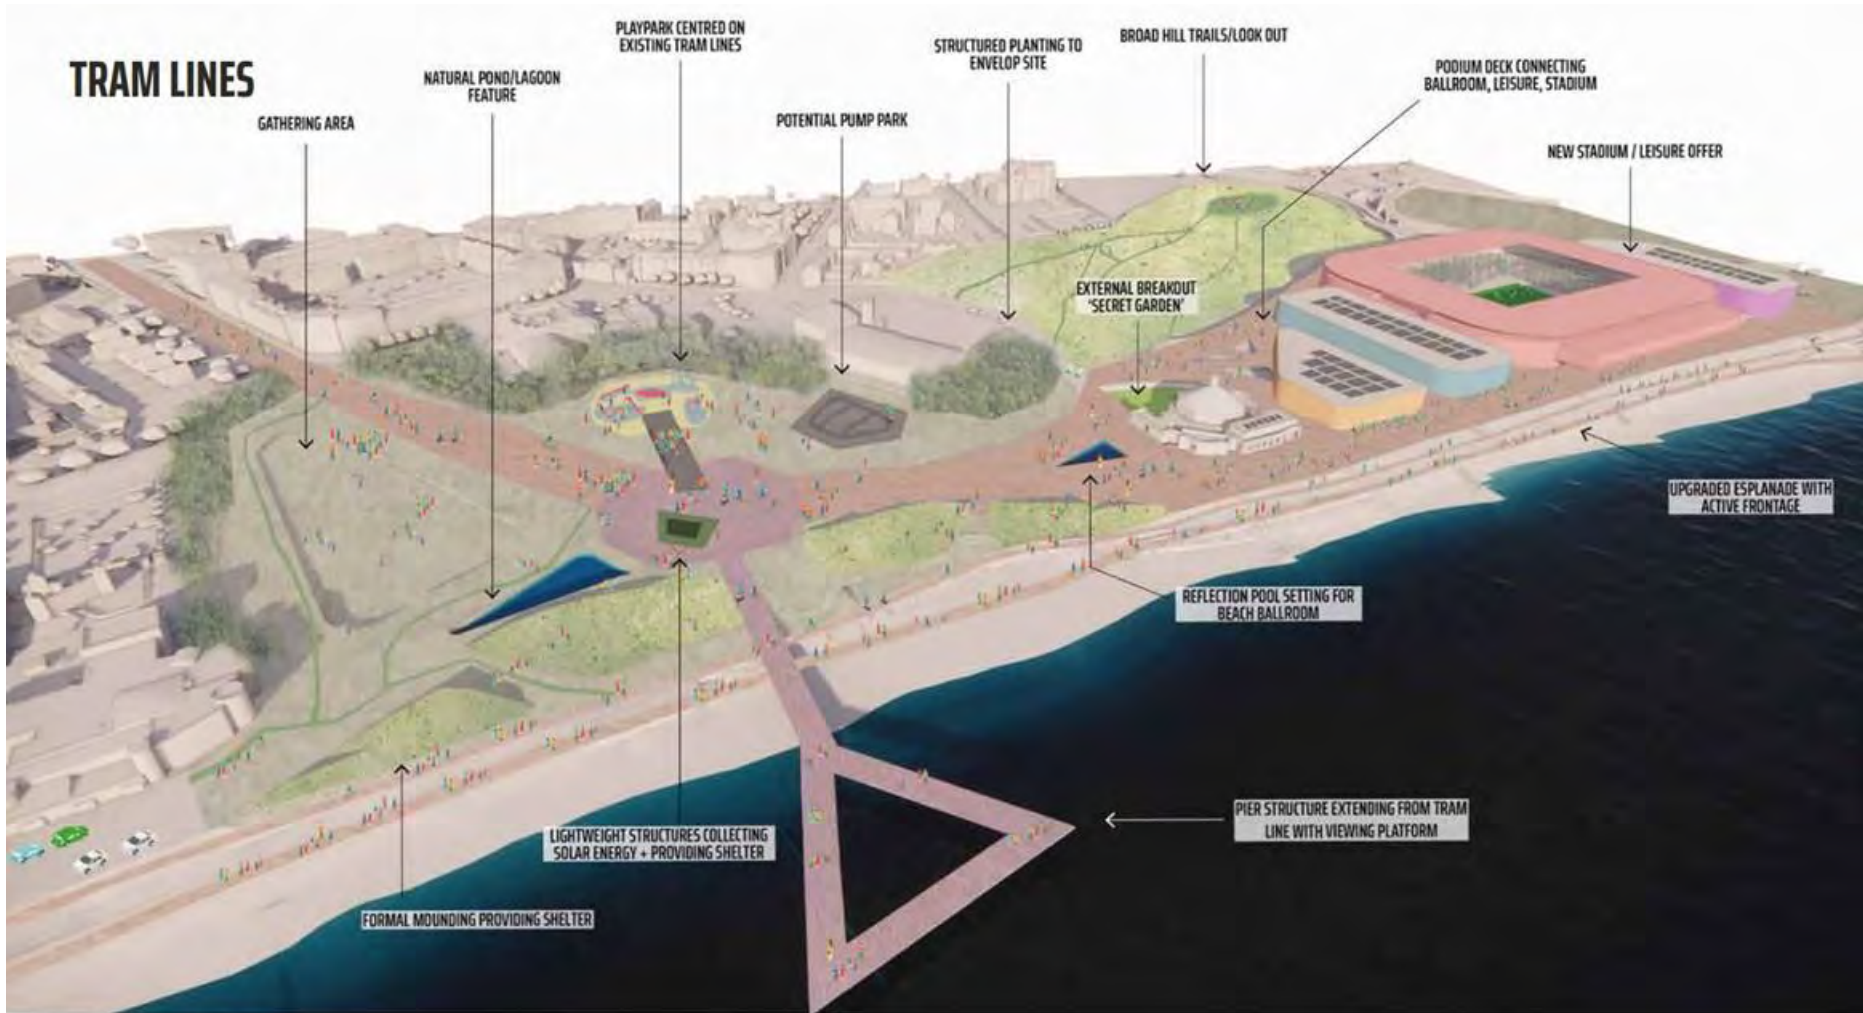 TRAM LINES
GATHERING AREA
NATURAL POND/LAGOON
FEATURE
PLAYPARK CENTRED ON
EXISTING TRAM LINES
POTENTIAL PUMP PARK
STRUCTURED PLANTING TO
ENVELOP SITE
BROAD HILL TRAILS/LOOK OUT
PODIUM DECK CONNECTING
BALLROOM, LEISURE, STADIUM
NEW STADIUM / LEISURE OFFER
EXTERNAL BREAKOUT
'SECRET GARDEN'
UPGRADED ESPLANADE WITH
ACTIVE FRONTAGE
REFLECTION POOL SETTING FOR
BEACH BALLROOM
PIER STRUCTURE EXTENDING FROM TRAM
LINE WITH VIEWING PLATFORM
LIGHTWEIGHT STRUCTURES COLLECTING
SOLAR ENERGY + PROVIDING SHELTER
FORMAL MOUNDING PROVIDING SHELTER